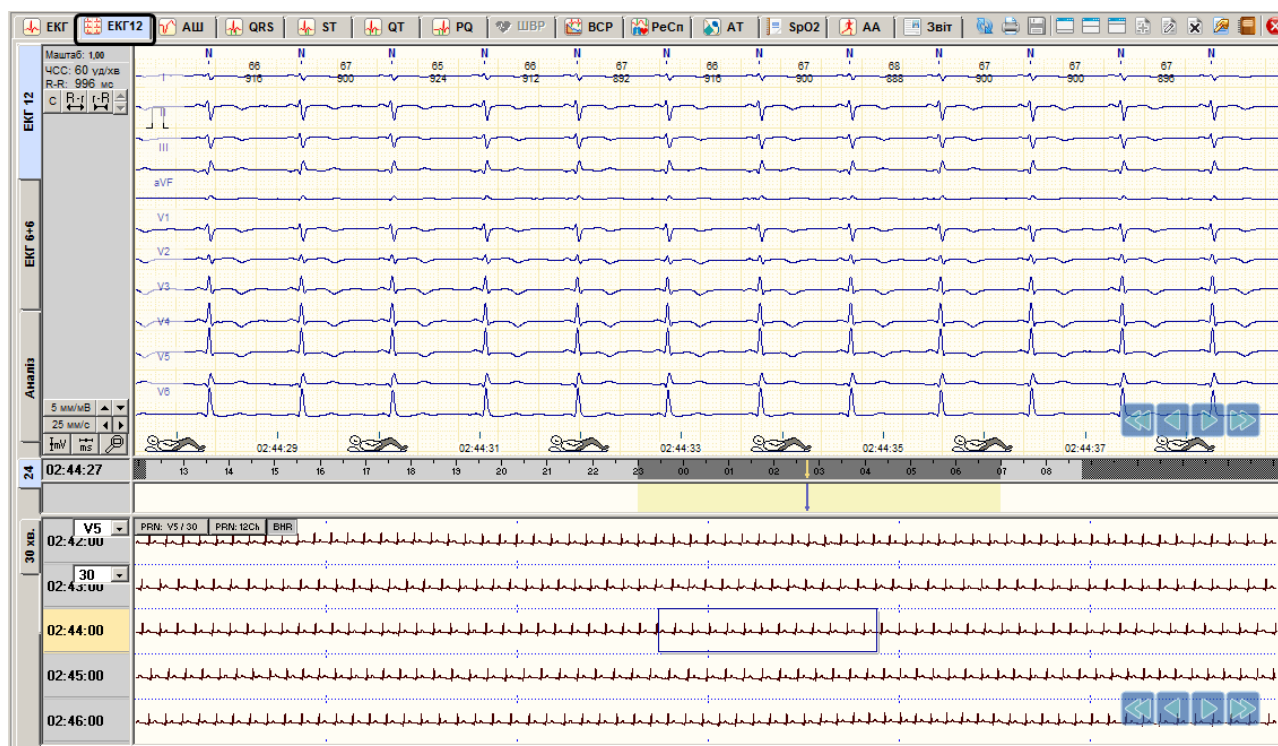 ЕКГ ЕКГ12 АШ QRS ST QT PQ ШВР ВСР РеСп АТ SpO2 АА Звіт
Маштаб: 1,00
ЧСС: 60 уд/хв
R-R: 996 мс
C R-r r-R
ЕКГ 12
ЕКГ 6+6
Аналіз
N N N N N N N N N N N N
66 67 65 66 67 66 67 68 67 67 67
916 900 924 912 892 916 900 888 900 900 896
I
II
III
aVF
V1
V2
V3
V4
V5
V6
5 мм/мВ
25 мм/с
mV ms
02:44:29 02:44:31 02:44:33 02:44:35 02:44:37
24
02:44:27
13 14 15 16 17 18 19 20 21 22 23 00 01 02 03 04 05 06 07 08
30 хв.
V5
PRN: V5 / 30 PRN: 12Ch BHR
02:42:00
30
02:43:00
02:44:00
02:45:00
02:46:00